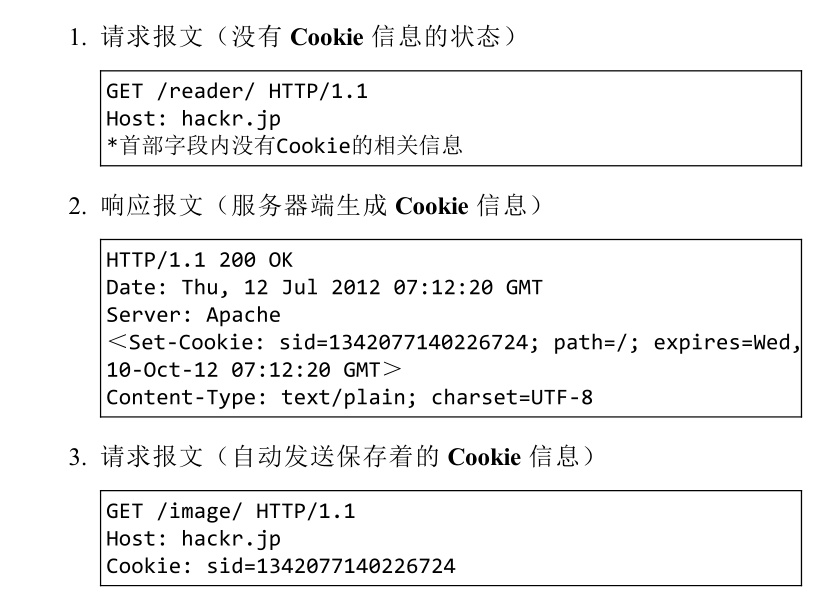 1. 请求报文（没有 Cookie 信息的状态）
GET /reader/ HTTP/1.1
Host: hackr.jp
*首部字段内没有Cookie的相关信息
2. 响应报文（服务器端生成 Cookie 信息）
HTTP/1.1 200 OK
Date: Thu, 12 Jul 2012 07:12:20 GMT
Server: Apache
＜Set-Cookie: sid=1342077140226724; path=/; expires=Wed,
10-Oct-12 07:12:20 GMT＞
Content-Type: text/plain; charset=UTF-8
3. 请求报文（自动发送保存着的 Cookie 信息）
GET /image/ HTTP/1.1
Host: hackr.jp
Cookie: sid=1342077140226724